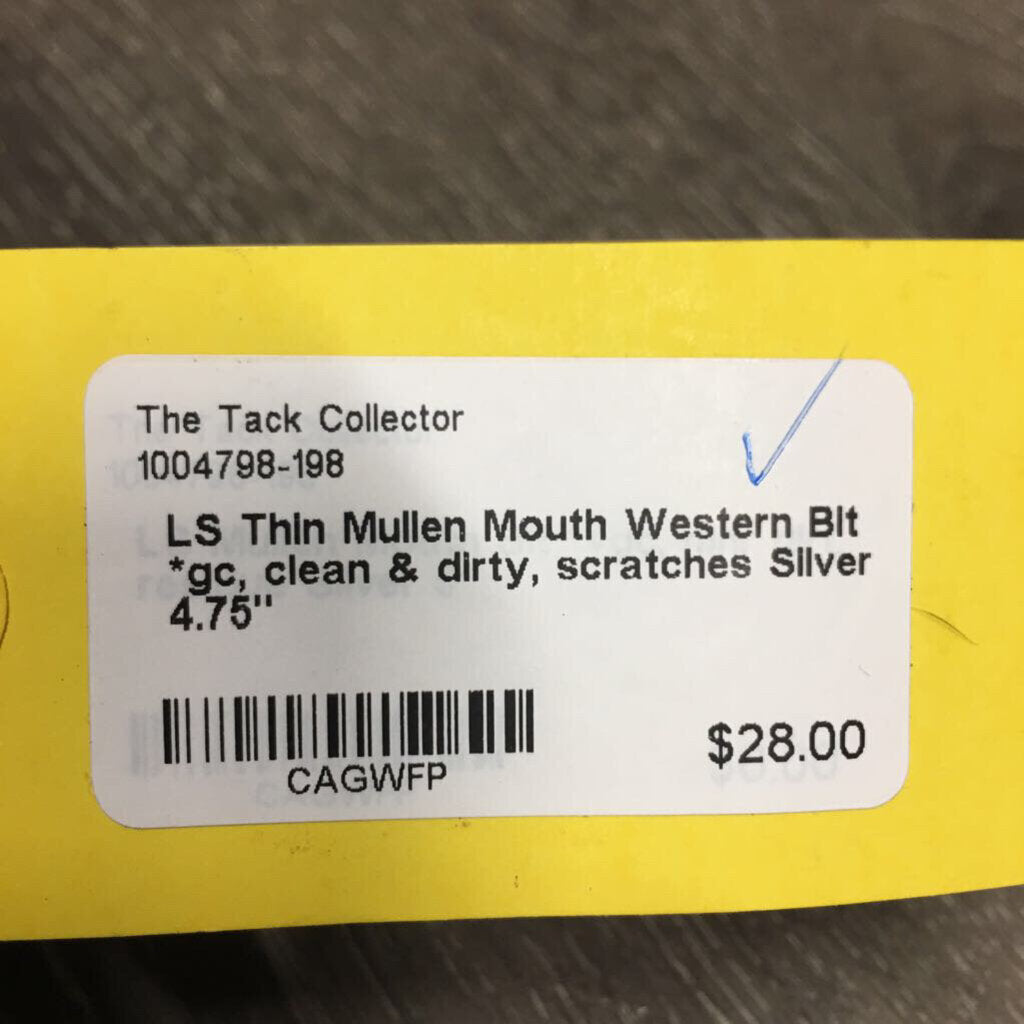 The Tack Collector
1004798-198
LS Thin Mullen Mouth Western Bit
*gc, clean & dirty, scratches Silver
4.75"
CAGWFP
$28.00